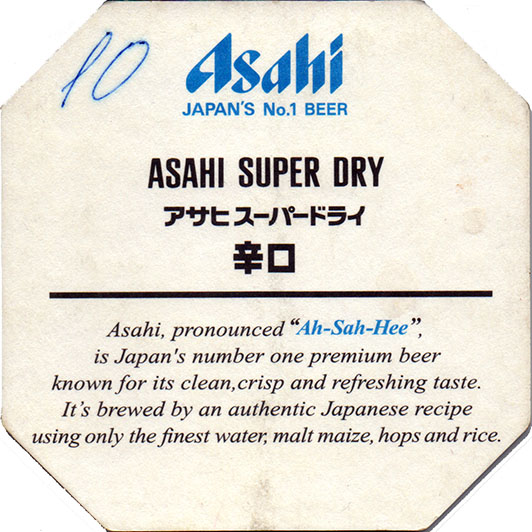 10
Asahi
JAPAN'S No.1 BEER
ASAHI SUPER DRY
アサヒスーパードライ
辛口
Asahi, pronounced “Ah-Sah-Hee”,
is Japan's number one premium beer
known for its clean,crisp and refreshing taste.
It's brewed by an authentic Japanese recipe
using only the finest water, malt maize, hops and rice.